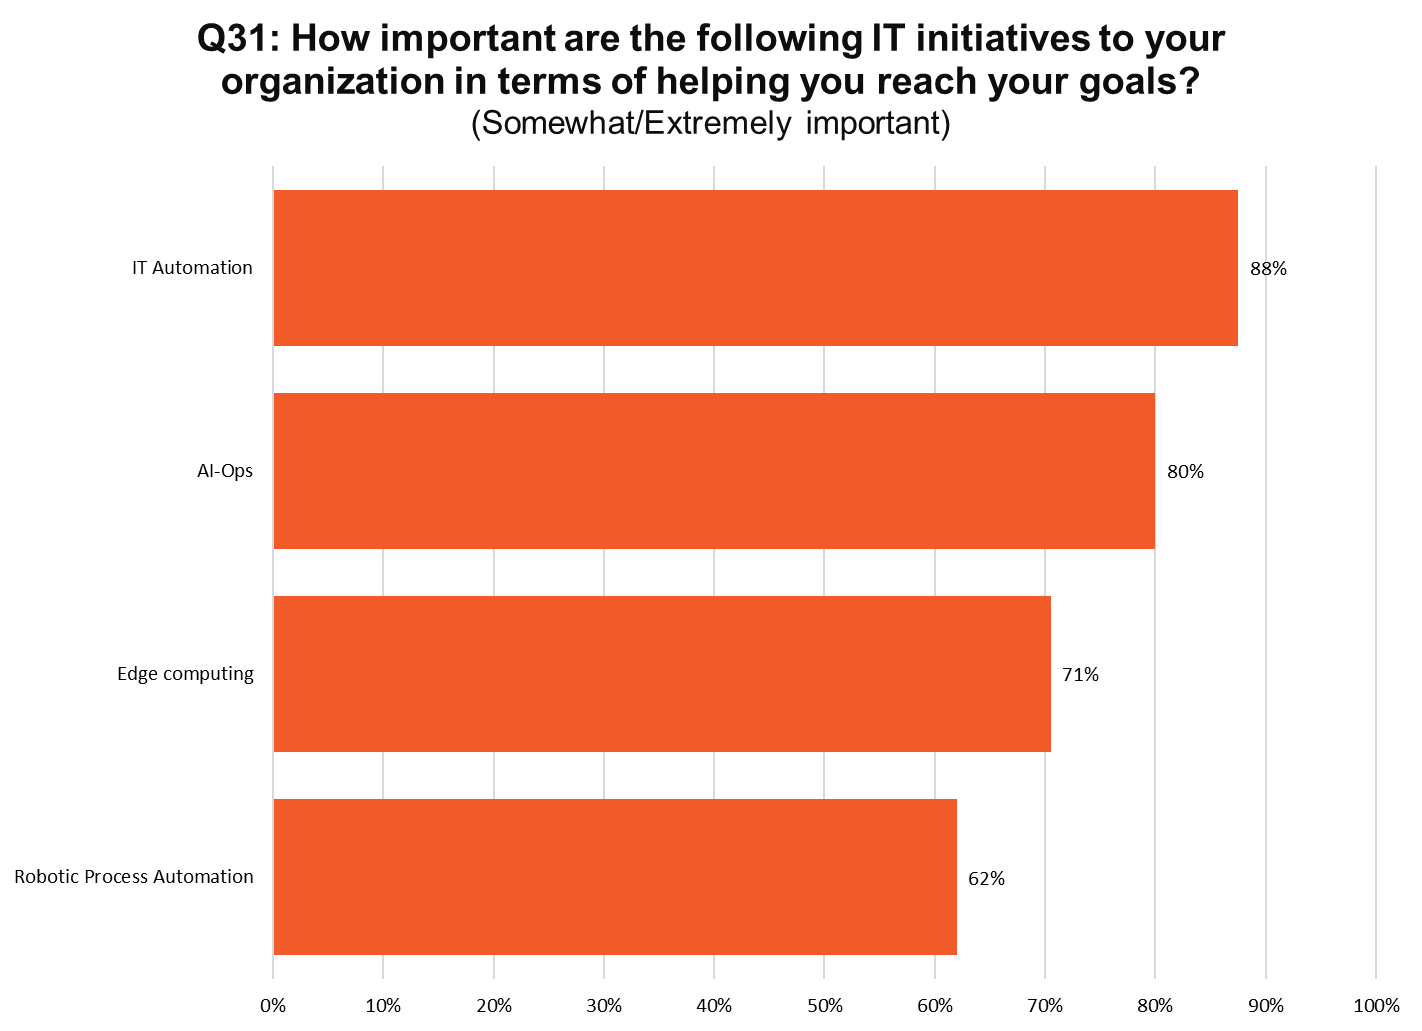 Q31: How important are the following IT initiatives to your
organization in terms of helping you reach your goals?
(Somewhat/Extremely important)
IT Automation
88%
AI-Ops
80%
Edge computing
71%
Robotic Process Automation
62%
0% 10% 20% 30% 40% 50% 60% 70% 80% 90% 100%